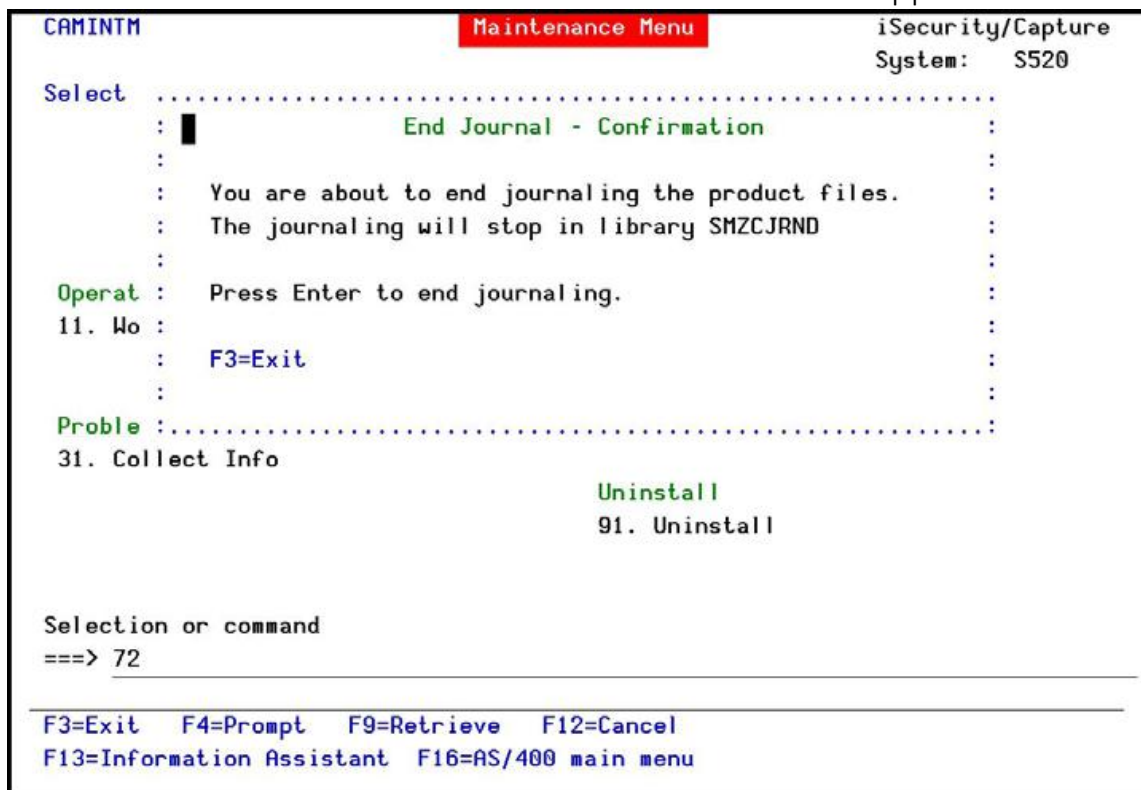 CAMINTM Maintenance Menu iSecurity/Capture
System: S520
Select ..............................................................
: End Journal - Confirmation :
: :
: You are about to end journaling the product files. :
: The journaling will stop in library SMZCJRND :
: :
Operat : Press Enter to end journaling. :
11. Wo : :
: F3=Exit :
: :
Proble :............................................................:
31. Collect Info
Uninstall
91. Uninstall
Selection or command
===> 72
F3=Exit F4=Prompt F9=Retrieve F12=Cancel
F13=Information Assistant F16=AS/400 main menu